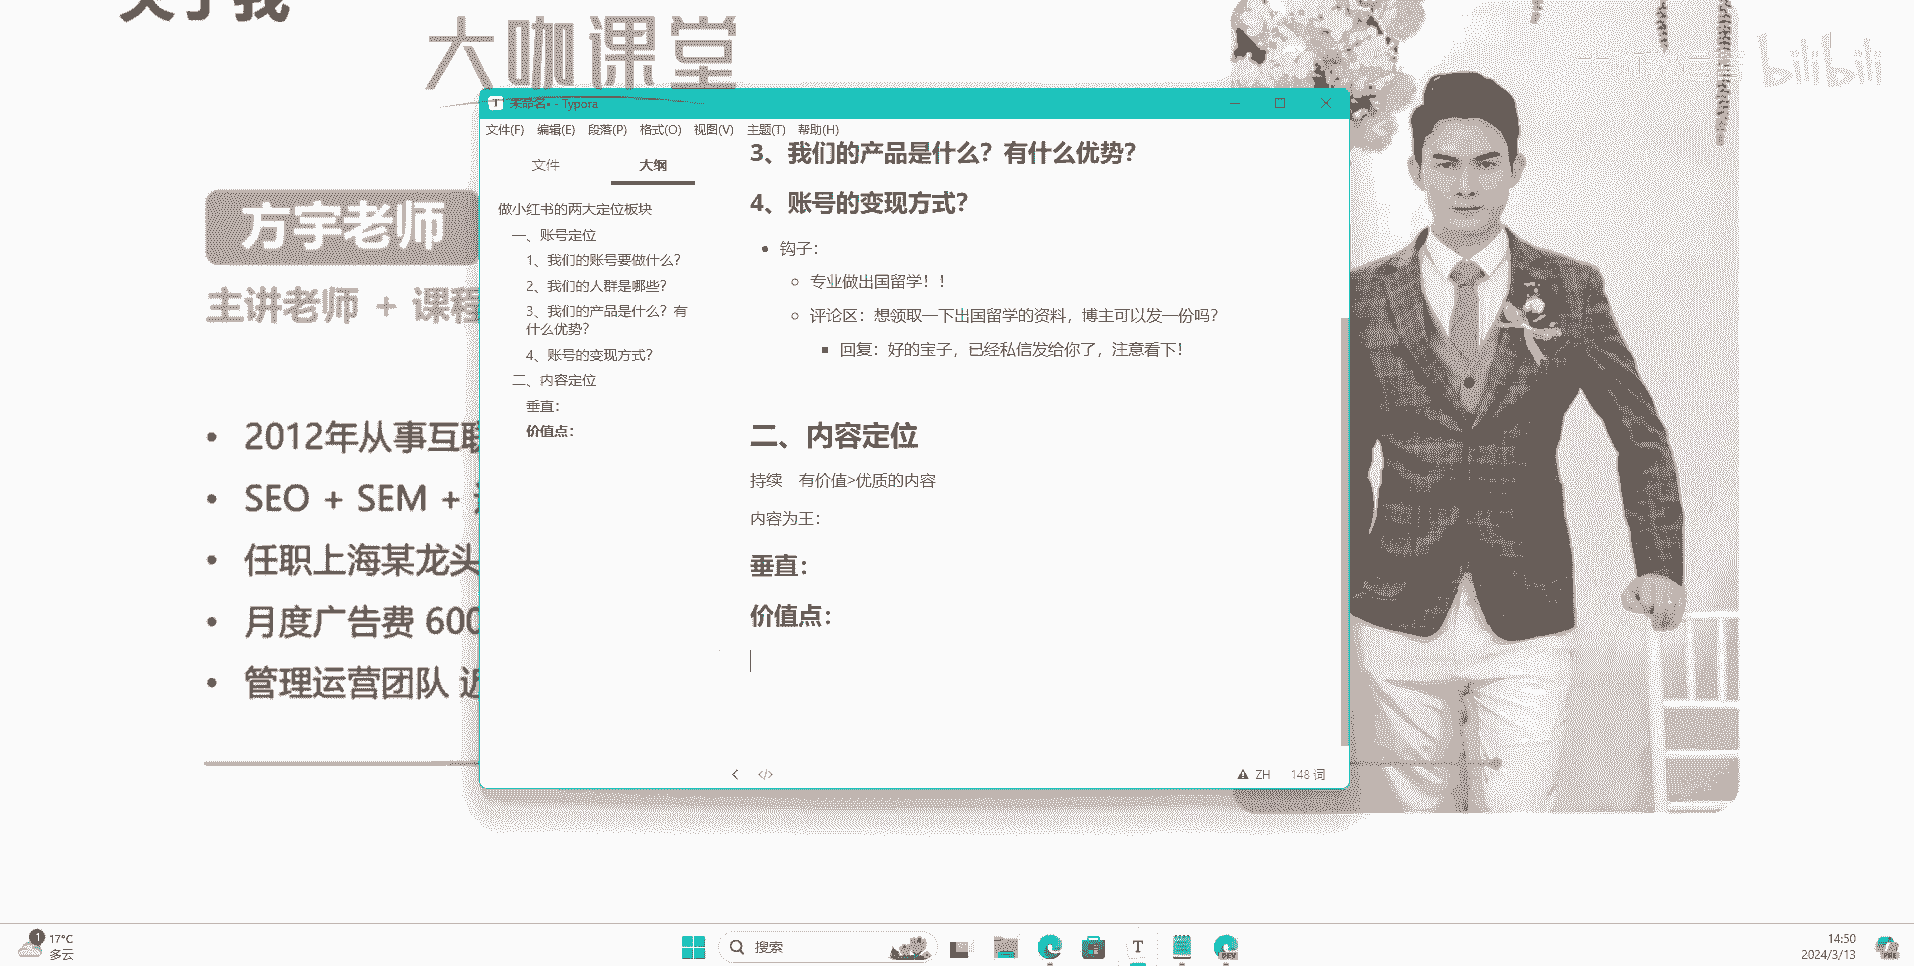 关于我
大咖课堂
bilibili
未命名• - Typora
文件(F) 编辑(E) 段落(P) 格式(O) 视图(V) 主题(T) 帮助(H)
文件 大纲
做小红书的两大定位板块
一、账号定位
1、我们的账号要做什么?
2、我们的人群是哪些?
3、我们的产品是什么? 有
什么优势?
4、账号的变现方式?
二、内容定位
垂直:
价值点:
3、我们的产品是什么? 有什么优势?
4、账号的变现方式?
• 钩子:
○ 专业做出国留学! !
○ 评论区: 想领取一下出国留学的资料, 博主可以发一份吗?
▪ 回复: 好的宝子, 已经私信发给你了, 注意看下!
二、内容定位
持续 有价值>优质的内容
内容为王:
垂直:
价值点:
ZH 148 词
方宇老师
主讲老师 + 课程
• 2012年从事互联
• SEO + SEM +
• 任职上海某龙头
• 月度广告费 600
• 管理运营团队 近
1 17°C
多云
搜索
DEV
14:50
2024/3/13
PRE